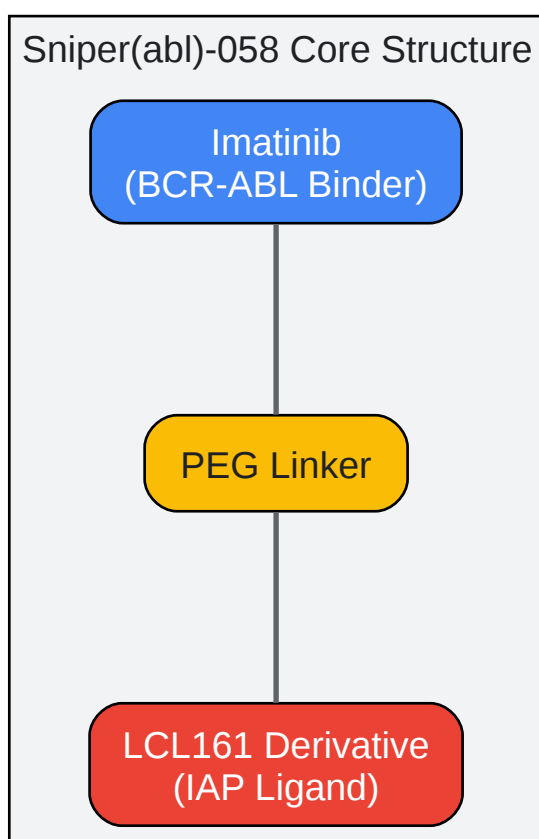 Sniper(abl)-058 Core Structure
Imatinib
(BCR-ABL Binder)
PEG Linker
LCL161 Derivative
(IAP Ligand)